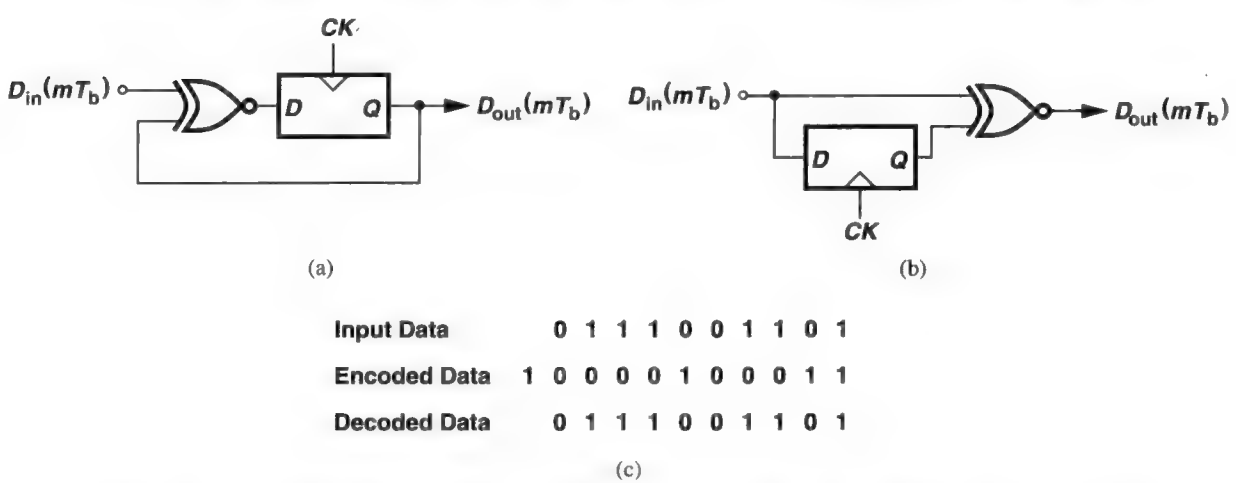 CK
D_in(mT_b)
D Q
D_out(mT_b)
(a)
D_in(mT_b)
D Q
D_out(mT_b)
CK
(b)
Input Data 0 1 1 1 0 0 1 1 0 1
Encoded Data 1 0 0 0 0 1 0 0 0 1 1
Decoded Data 0 1 1 1 0 0 1 1 0 1
(c)